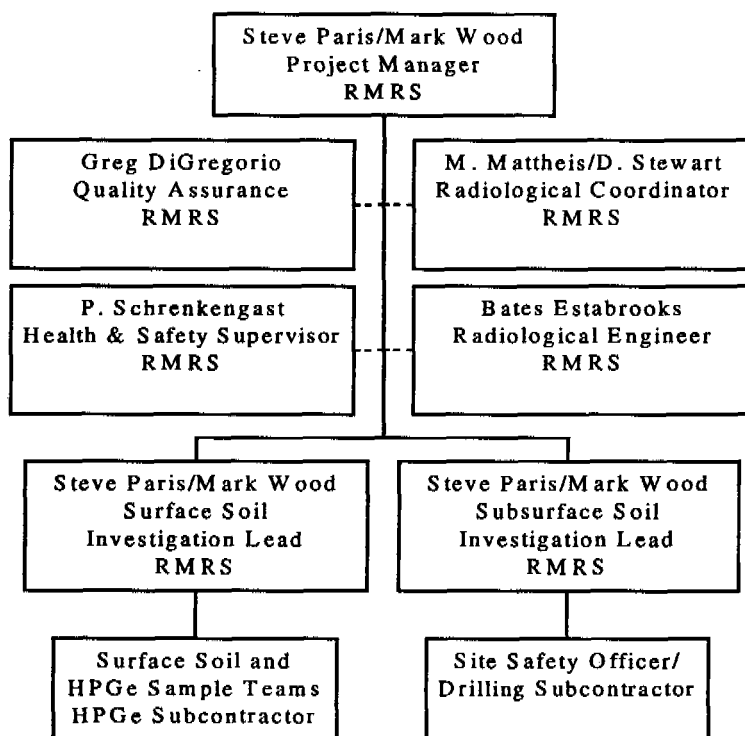 Steve Paris/Mark Wood
Project Manager
RMRS
Greg DiGregorio
Quality Assurance
RMRS
M. Mattheis/D. Stewart
Radiological Coordinator
RMRS
P. Schrenkengast
Health & Safety Supervisor
RMRS
Bates Estabrooks
Radiological Engineer
RMRS
Steve Paris/Mark Wood
Surface Soil
Investigation Lead
RMRS
Steve Paris/Mark Wood
Subsurface Soil
Investigation Lead
RMRS
Surface Soil and
HPGe Sample Teams
HPGe Subcontractor
Site Safety Officer/
Drilling Subcontractor